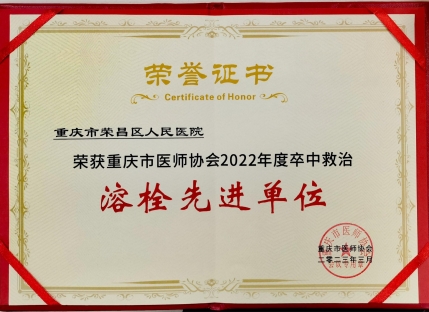 荣誉证书
Certificate of Honor
重庆市荣昌区人民医院
荣获重庆市医师协会2022年度卒中救治
溶栓先进单位
重庆市医师协会
二〇二三年三月